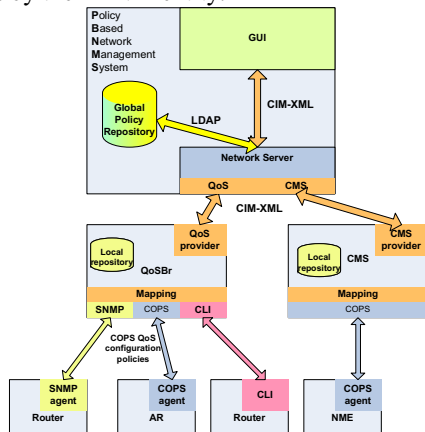 Policy
Based
Network
Management
System
GUI
CIM-XML
Global
Policy
Repository
LDAP
Network Server
QoS CMS
CIM-XML
QoS
provider
CMS
provider
Local
repository
QoSBr
Local
repository
CMS
Mapping
Mapping
SNMP COPS CLI
COPS
COPS QoS
configuration
policies
SNMP
agent
COPS
agent
CLI
COPS
agent
Router AR Router NME